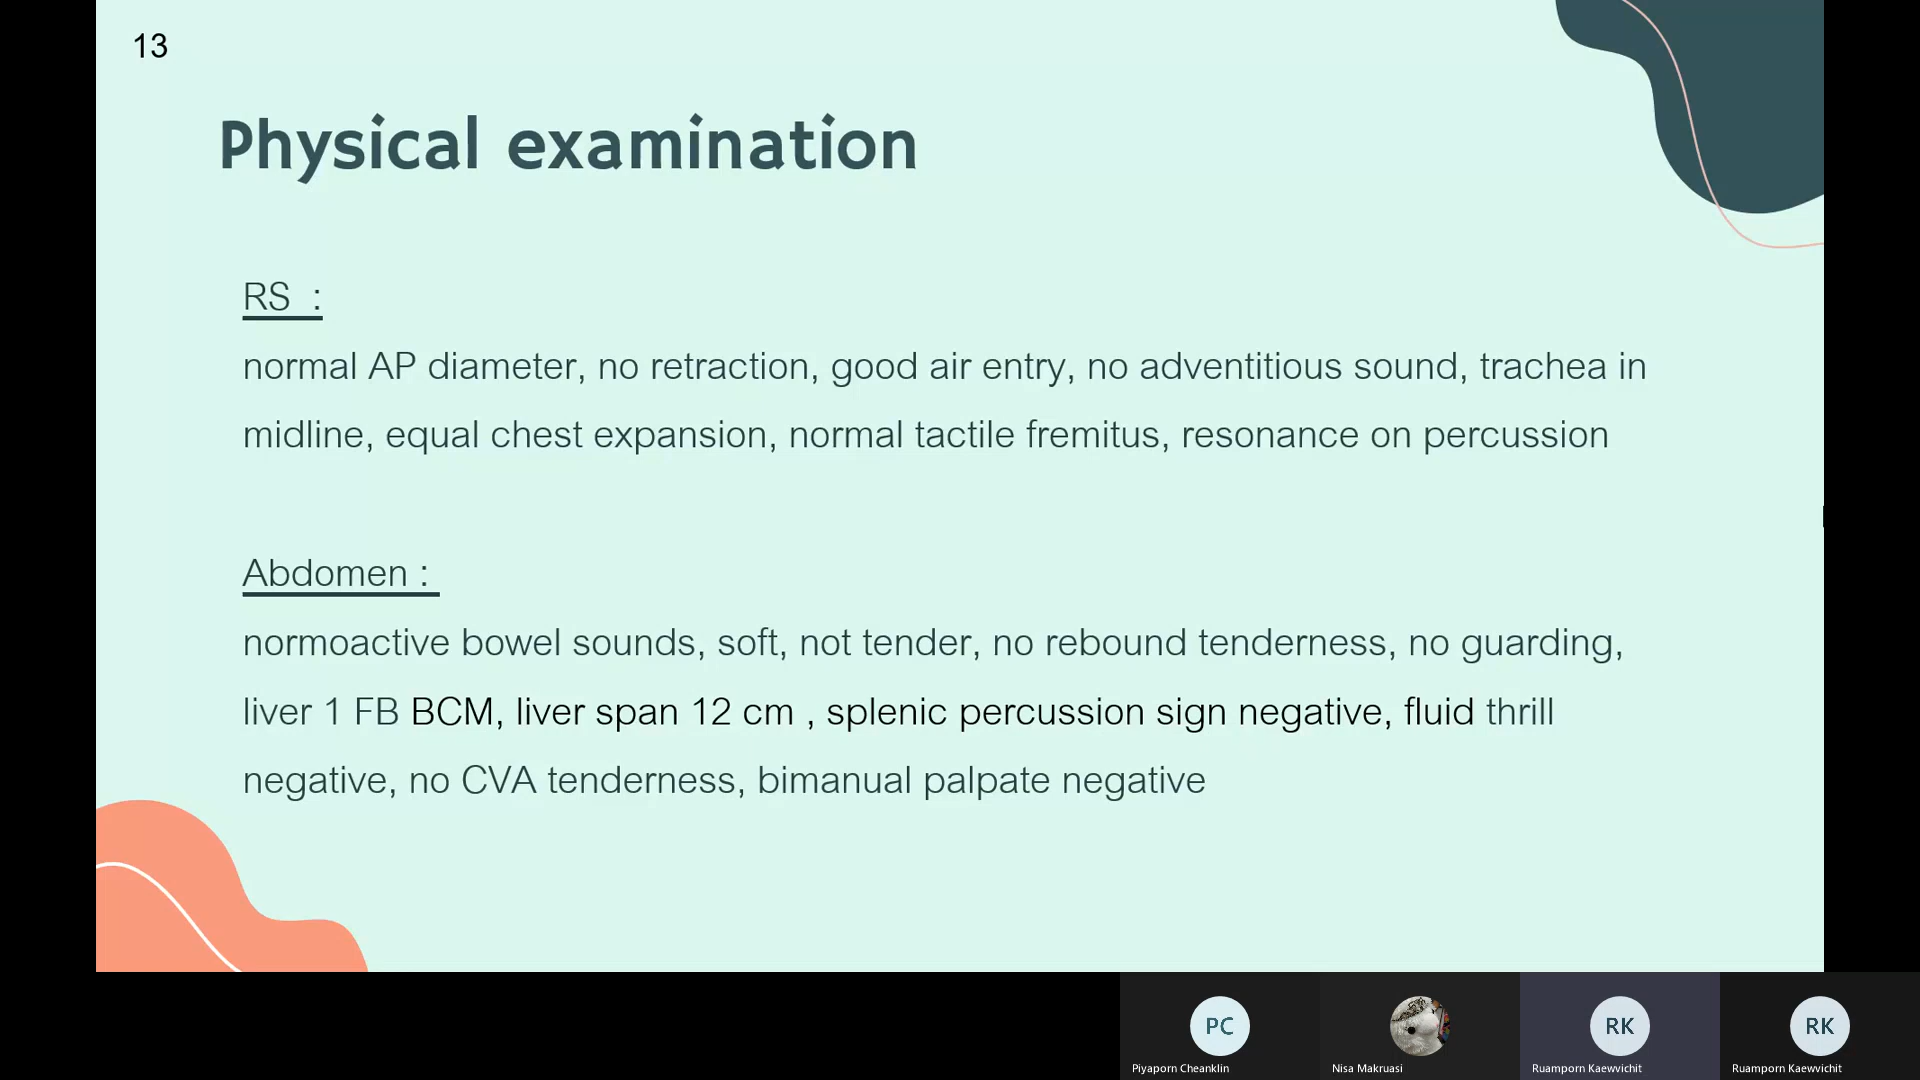 13
Physical examination
RS :
normal AP diameter, no retraction, good air entry, no adventitious sound, trachea in
midline, equal chest expansion, normal tactile fremitus, resonance on percussion
Abdomen :
normoactive bowel sounds, soft, not tender, no rebound tenderness, no guarding,
liver 1 FB BCM, liver span 12 cm , splenic percussion sign negative, fluid thrill
negative, no CVA tenderness, bimanual palpate negative
PC
RK
RK
Piyaporn Cheanklin
Nisa Makruasi
Ruamporn Kaewvichit
Ruamporn Kaewvichit